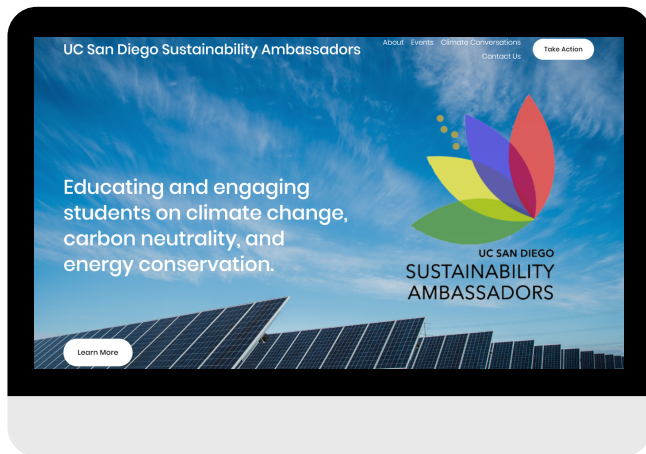 UC San Diego Sustainability Ambassadors
About Events Climate Conversations
Contact Us
Take Action
Educating and engaging
students on climate change,
carbon neutrality, and
energy conservation.
UC SAN DIEGO
SUSTAINABILITY
AMBASSADORS
Learn More